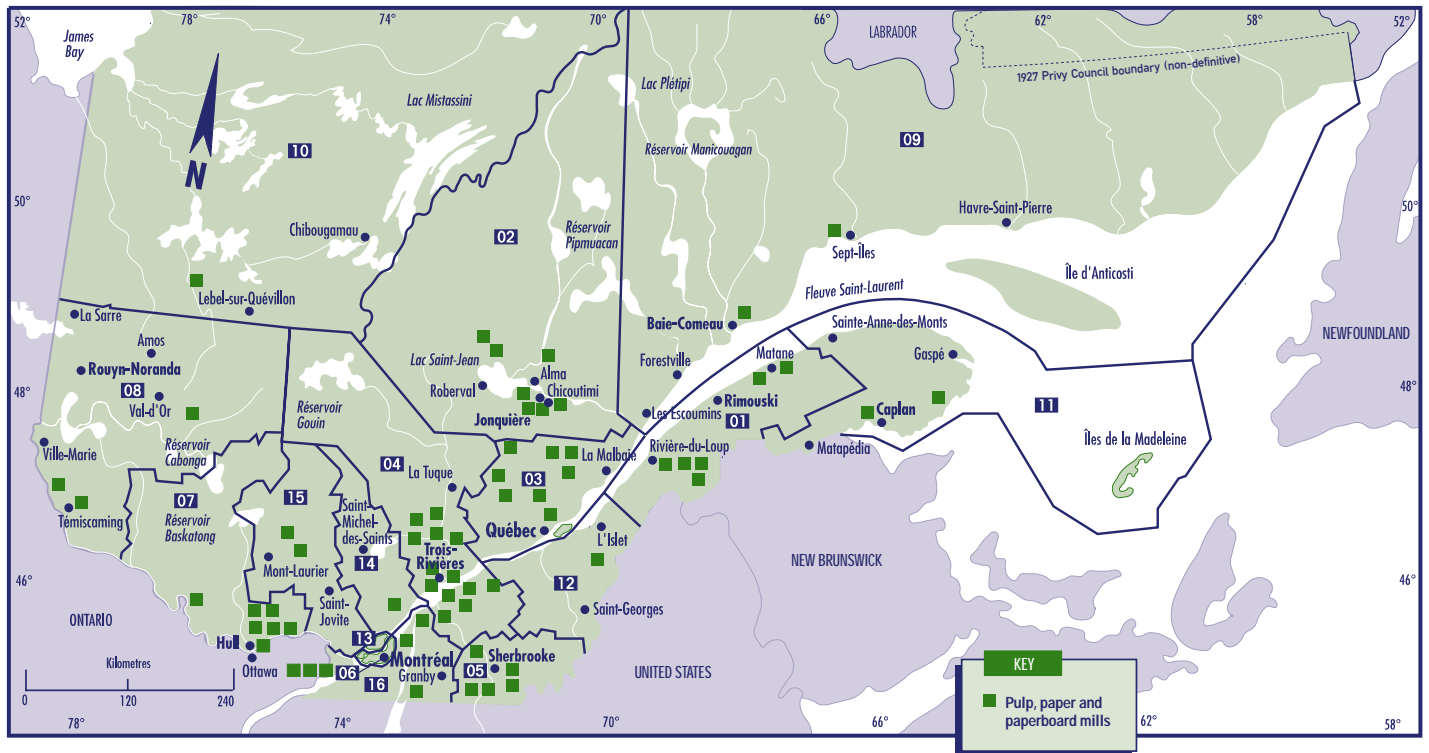 52°
78°
74°
70°
66°
62°
58°
52°
James
Bay
LABRADOR
1927 Privy Council boundary (non-definitive)
Lac Mistassini
Lac Plétipi
10
09
Réservoir Manicouagan
N
50°
50°
Chibougamau
02
Réservoir
Pipmuacan
Havre-Saint-Pierre
Sept-Îles
Île d'Anticosti
Lebel-sur-Quévillon
Fleuve Saint-Laurent
La Sarre
Baie-Comeau
Sainte-Anne-des-Monts
NEWFOUNDLAND
Amos
Rouyn-Noranda
Lac Saint-Jean
Forestville
Matane
Gaspé
48°
08
Val-d'Or
Réservoir
Gouin
Roberval
Alma
Chicoutimi
Jonquière
Rimouski
01
Les Escoumins
Caplan
11
48°
Ville-Marie
Réservoir
Cabonga
04
La Malbaie
Rivière-du-Loup
Matapédia
Îles de la Madeleine
La Tuque
03
07
15
Réservoir
Baskatong
Témiscaming
Saint-
Michel-
des-Saints
Québec
L'Islet
Trois-
Rivières
NEW BRUNSWICK
46°
Mont-Laurier
14
12
46°
ONTARIO
Saint-
Jovite
Saint-Georges
Hull
13
Montréal
Sherbrooke
Ottawa
06
16
Granby
05
UNITED STATES
Kilometres
0
120
240
KEY
Pulp, paper and
paperboard mills
78°
74°
70°
66°
62°
58°